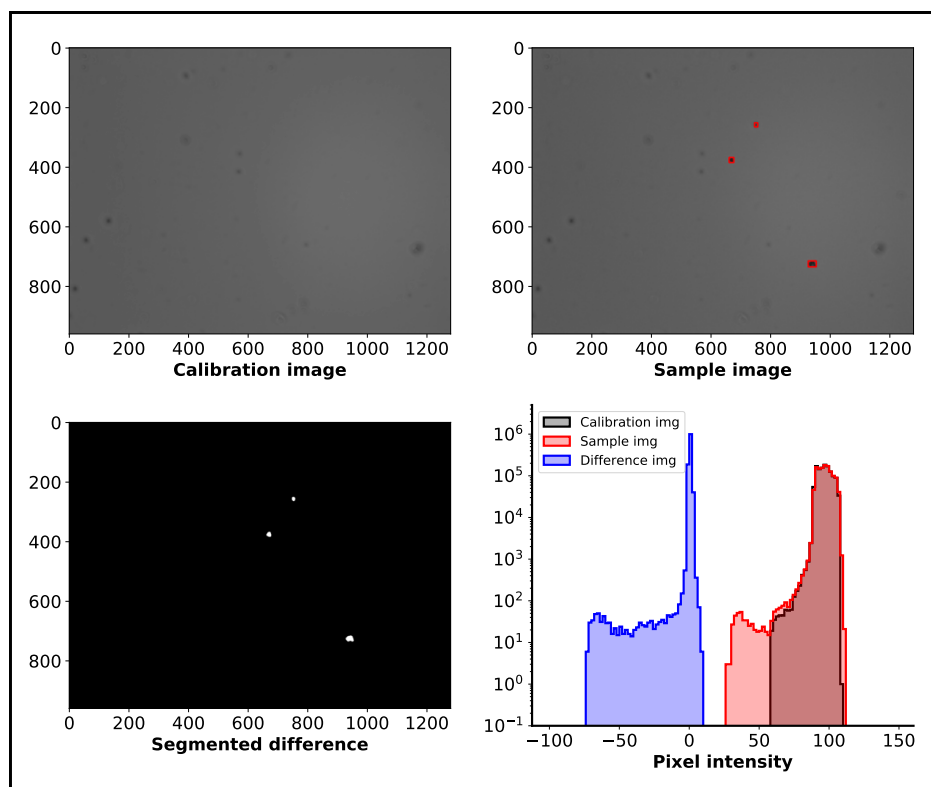 0
200
400
600
800
0 200 400 600 800 1000 1200
Calibration image
0
200
400
600
800
0 200 400 600 800 1000 1200
Sample image
0
200
400
600
800
0 200 400 600 800 1000 1200
Segmented difference
Calibration img
Sample img
Difference img
10^6
10^5
10^4
10^3
10^2
10^1
10^0
10^−1
−100 −50 0 50 100 150
Pixel intensity